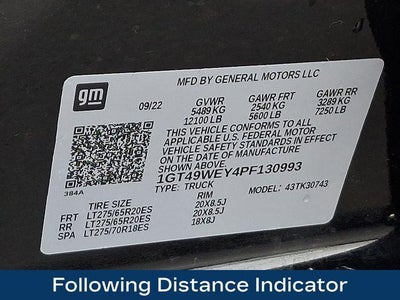 gm
MFD BY GENERAL MOTORS LLC
09/22 GVWR GAWR FRT GAWR RR
5489 KG 2540 KG 3289 KG
12100 LB 5600 LB 7250 LB
THIS VEHICLE CONFORMS TO ALL
APPLICABLE U.S. FEDERAL MOTOR
VEHICLE SAFETY STANDARDS IN EFFECT
ON THE DATE OF MANUFACTURE
SHOWN ABOVE.
384A
1GT49WEY4PF130993
TYPE: TRUCK MODEL: 43TK30743
TIRE SIZE RIM
FRT LT275/65R20ES 20X8.5J
RR LT275/65R20ES 20X8.5J
SPA LT275/70R18ES 18X8J
Following Distance Indicator